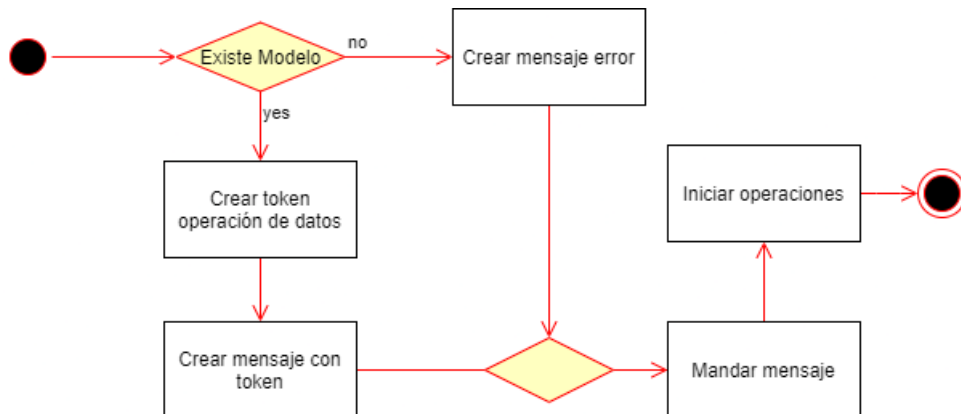 Existe Modelo
no
Crear mensaje error
yes
Crear token
operación de datos
Iniciar operaciones
Crear mensaje con
token
Mandar mensaje